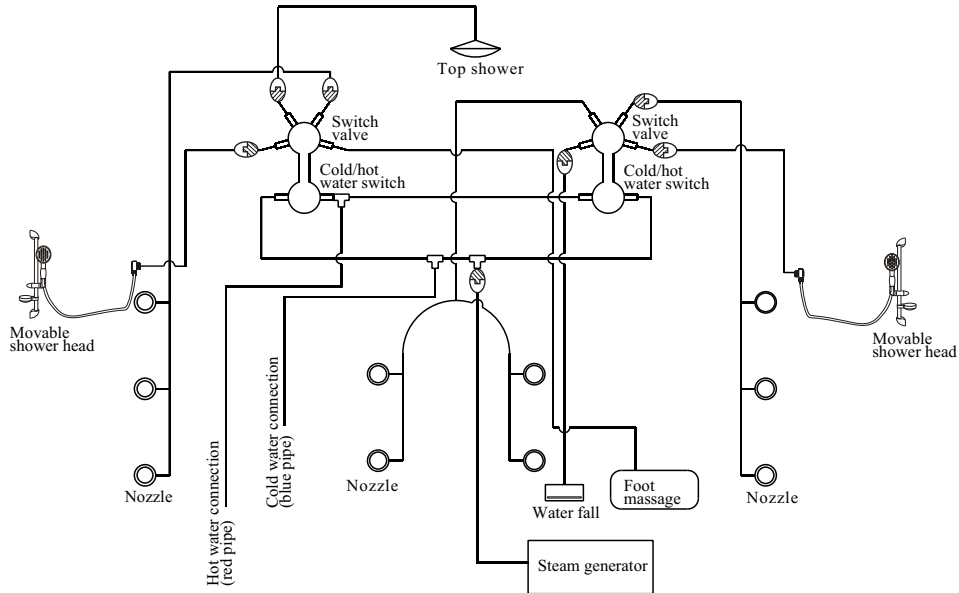 Top shower
Switch
valve
Switch
valve
Cold/hot
water switch
Cold/hot
water switch
Movable
shower head
Movable
shower head
Nozzle
Hot water connection
(red pipe)
Cold water connection
(blue pipe)
Nozzle
Water fall
Foot
massage
Nozzle
Steam generator